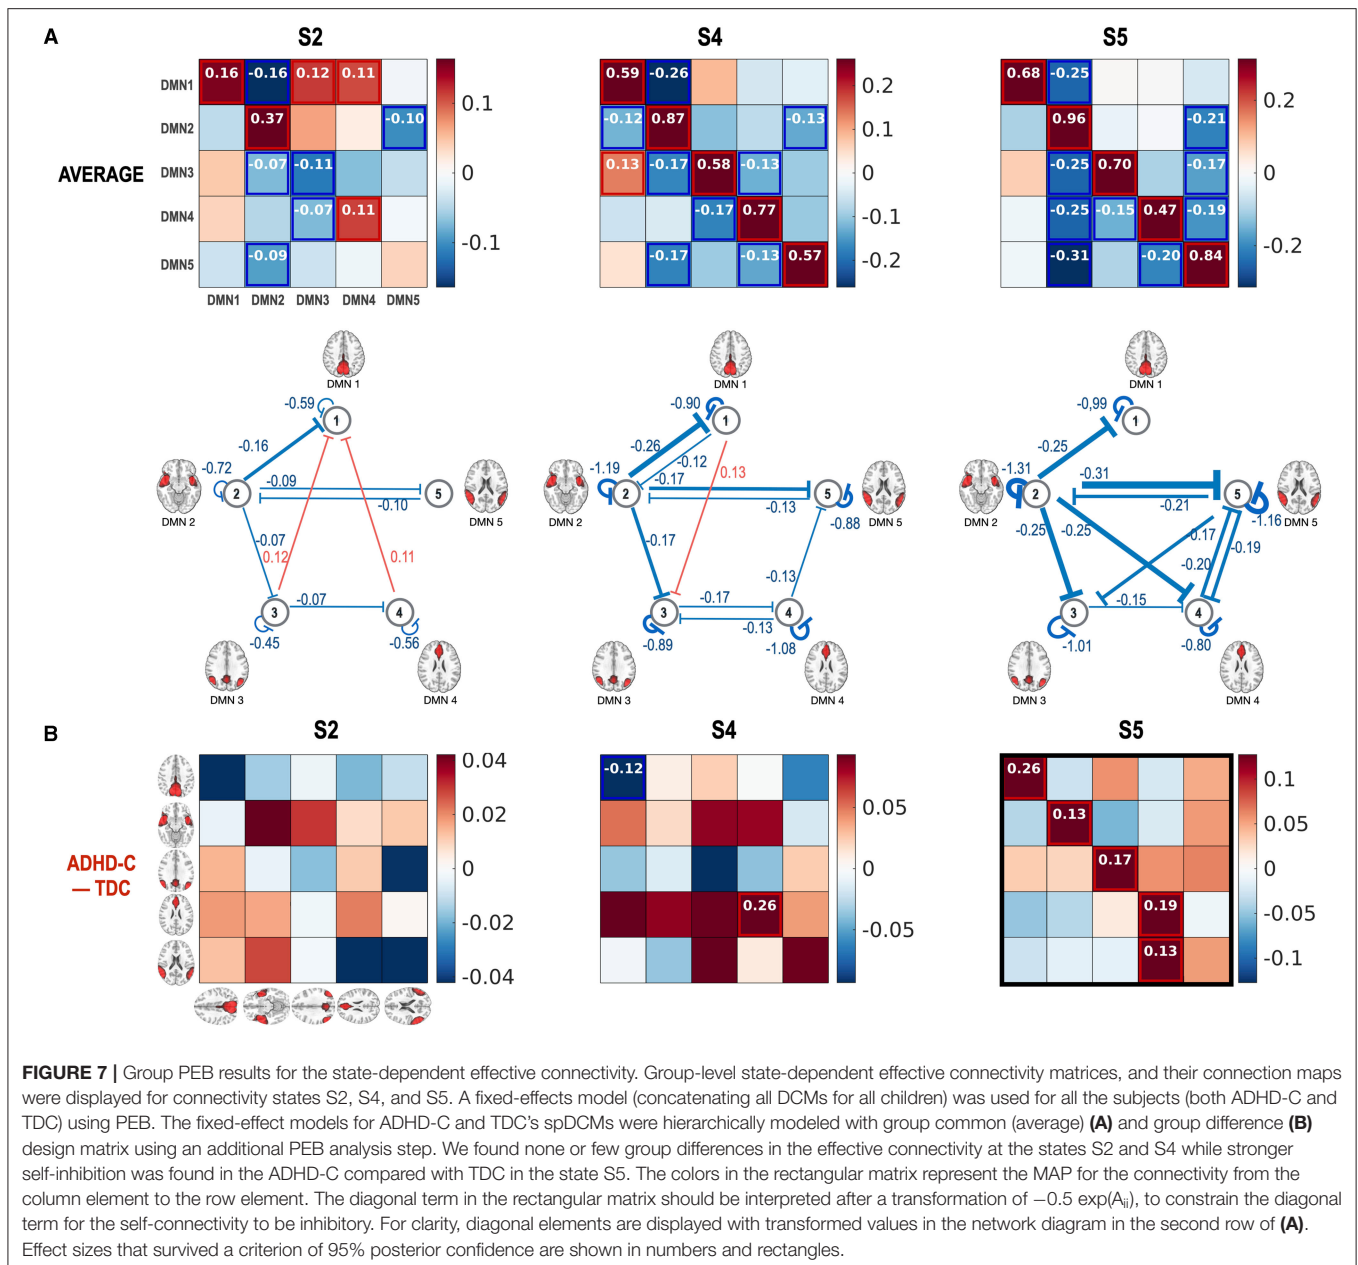 A
S2 S4 S5
DMN1 0.16 -0.16 0.12 0.11 0.1 0.59 -0.26 0.2 0.68 -0.25 0.2
DMN2 0.37 -0.10 -0.12 0.87 -0.13 0.1 0.96 -0.21
AVERAGE DMN3 -0.07 -0.11 0 0.13 -0.17 0.58 -0.13 0 -0.25 0.70 -0.17 0
DMN4 -0.07 0.11 -0.1 -0.17 0.77 -0.1 -0.25 -0.15 0.47 -0.19 -0.2
DMN5 -0.09 -0.17 -0.13 0.57 -0.2 -0.31 -0.20 0.84
DMN1 DMN2 DMN3 DMN4 DMN5
DMN 1 DMN 1 DMN 1
-0.59 1 -0.90 1 -0,99 1
-0.16 -0.26 -0.12 0.13 -0.25
-0.72 -0.09 -1.19 -0.17 -1.31 -0.31
2 5 2 5 2 5
DMN 2 -0.10 DMN 5 DMN 2 -0.13 DMN 5 DMN 2 -0.21 DMN 5
-0.88 -1.16
-0.07 0.12 0.11 -0.17 -0.13 -0.25 -0.25 -0.17 -0.20 -0.19
3 -0.07 4 3 -0.17 4 3 -0.15 4
-0.13
-0.45 -0.56 -0.89 -1.08 -1.01 -0.80
DMN 3 DMN 4 DMN 3 DMN 4 DMN 3 DMN 4
B
S2 S4 S5
0.04 -0.12 0.26 0.1
0.02 0.05 0.13 0.05
ADHD-C 0 0 0.17 0
— TDC
-0.02 0.26 -0.05 0.19 -0.05
-0.04 0.13 -0.1
FIGURE 7 | Group PEB results for the state-dependent effective connectivity. Group-level state-dependent effective connectivity matrices, and their connection maps
were displayed for connectivity states S2, S4, and S5. A fixed-effects model (concatenating all DCMs for all children) was used for all the subjects (both ADHD-C and
TDC) using PEB. The fixed-effect models for ADHD-C and TDC's spDCMs were hierarchically modeled with group common (average) (A) and group difference (B)
design matrix using an additional PEB analysis step. We found none or few group differences in the effective connectivity at the states S2 and S4 while stronger
self-inhibition was found in the ADHD-C compared with TDC in the state S5. The colors in the rectangular matrix represent the MAP for the connectivity from the
column element to the row element. The diagonal term in the rectangular matrix should be interpreted after a transformation of −0.5 exp(Aii), to constrain the diagonal
term for the self-connectivity to be inhibitory. For clarity, diagonal elements are displayed with transformed values in the network diagram in the second row of (A).
Effect sizes that survived a criterion of 95% posterior confidence are shown in numbers and rectangles.